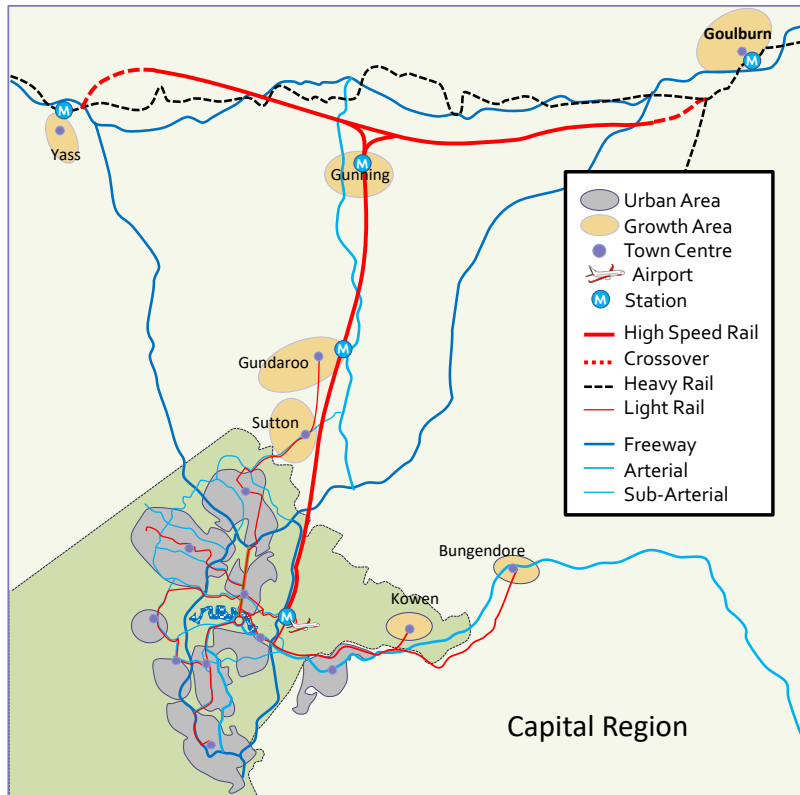 Goulburn
M
M
Yass
M
Gunning
Urban Area
Growth Area
Town Centre
Airport
M
Station
High Speed Rail
Crossover
Heavy Rail
Light Rail
Freeway
Arterial
Sub-Arterial
M
Gundaroo
Sutton
Bungendore
Kowen
M
Capital Region